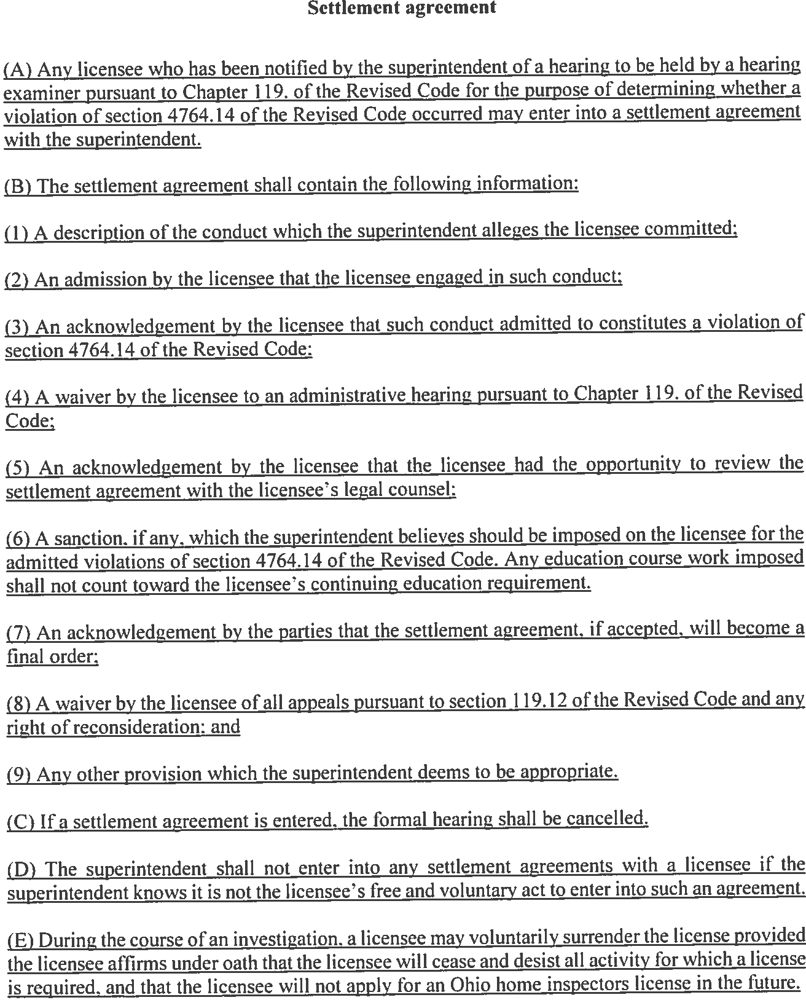 Settlement agreement
(A) Any licensee who has been notified by the superintendent of a hearing to be held by a hearing
examiner pursuant to Chapter 119. of the Revised Code for the purpose of determining whether a
violation of section 4764.14 of the Revised Code occurred may enter into a settlement agreement
with the superintendent.
(B) The settlement agreement shall contain the following information:
(1) A description of the conduct which the superintendent alleges the licensee committed;
(2) An admission by the licensee that the licensee engaged in such conduct;
(3) An acknowledgement by the licensee that such conduct admitted to constitutes a violation of
section 4764.14 of the Revised Code;
(4) A waiver by the licensee to an administrative hearing pursuant to Chapter 119. of the Revised
Code;
(5) An acknowledgement by the licensee that the licensee had the opportunity to review the
settlement agreement with the licensee's legal counsel;
(6) A sanction, if any, which the superintendent believes should be imposed on the licensee for the
admitted violations of section 4764.14 of the Revised Code. Any education course work imposed
shall not count toward the licensee's continuing education requirement.
(7) An acknowledgement by the parties that the settlement agreement, if accepted, will become a
final order;
(8) A waiver by the licensee of all appeals pursuant to section 119.12 of the Revised Code and any
right of reconsideration; and
(9) Any other provision which the superintendent deems to be appropriate.
(C) If a settlement agreement is entered, the formal hearing shall be cancelled.
(D) The superintendent shall not enter into any settlement agreements with a licensee if the
superintendent knows it is not the licensee's free and voluntary act to enter into such an agreement.
(E) During the course of an investigation, a licensee may voluntarily surrender the license provided
the licensee affirms under oath that the licensee will cease and desist all activity for which a license
is required, and that the licensee will not apply for an Ohio home inspectors license in the future.